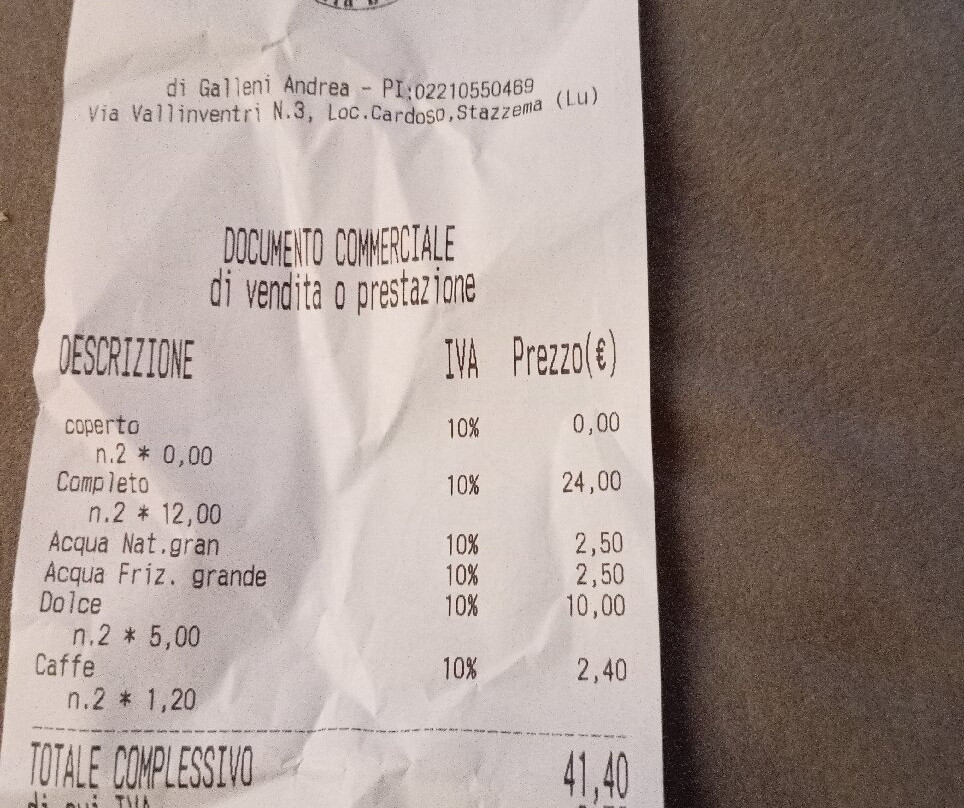 di Galleni Andrea - PI:02210550469
Via Vallinventri N.3, Loc.Cardoso,Stazzema (Lu)
DOCUMENTO COMMERCIALE
di vendita o prestazione
DESCRIZIONE IVA Prezzo(€)
coperto 10% 0,00
n.2 * 0,00
Completo 10% 24,00
n.2 * 12,00
Acqua Nat.gran 10% 2,50
Acqua Friz. grande 10% 2,50
Dolce 10% 10,00
n.2 * 5,00
Caffe 10% 2,40
n.2 * 1,20
TOTALE COMPLESSIVO 41,40
di cui IVA